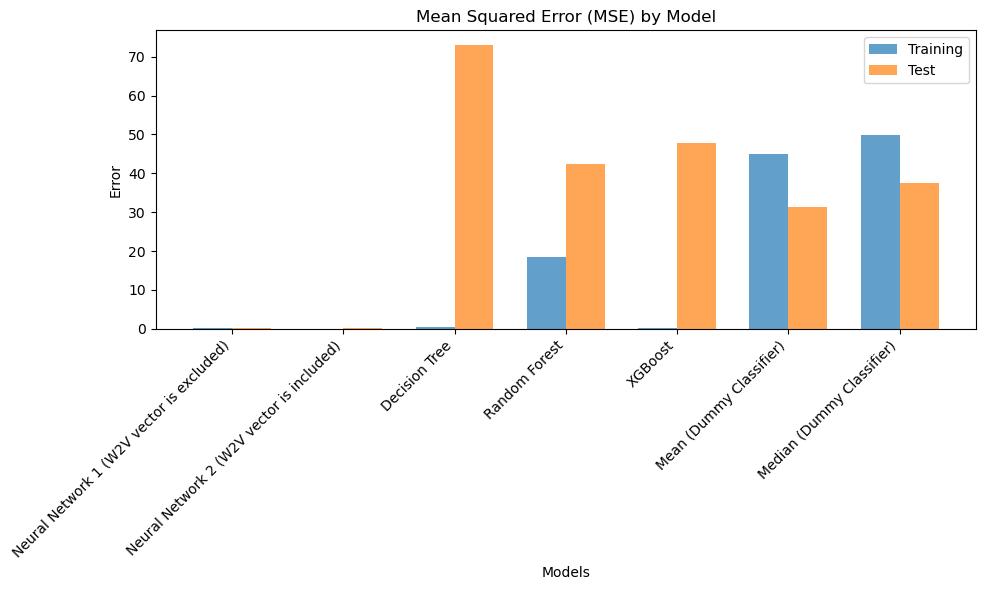 Mean Squared Error (MSE) by Model
Training
Test
Error
70
60
50
40
30
20
10
0
Neural Network 1 (W2V vector is excluded)
Neural Network 2 (W2V vector is included)
Decision Tree
Random Forest
XGBoost
Mean (Dummy Classifier)
Median (Dummy Classifier)
Models